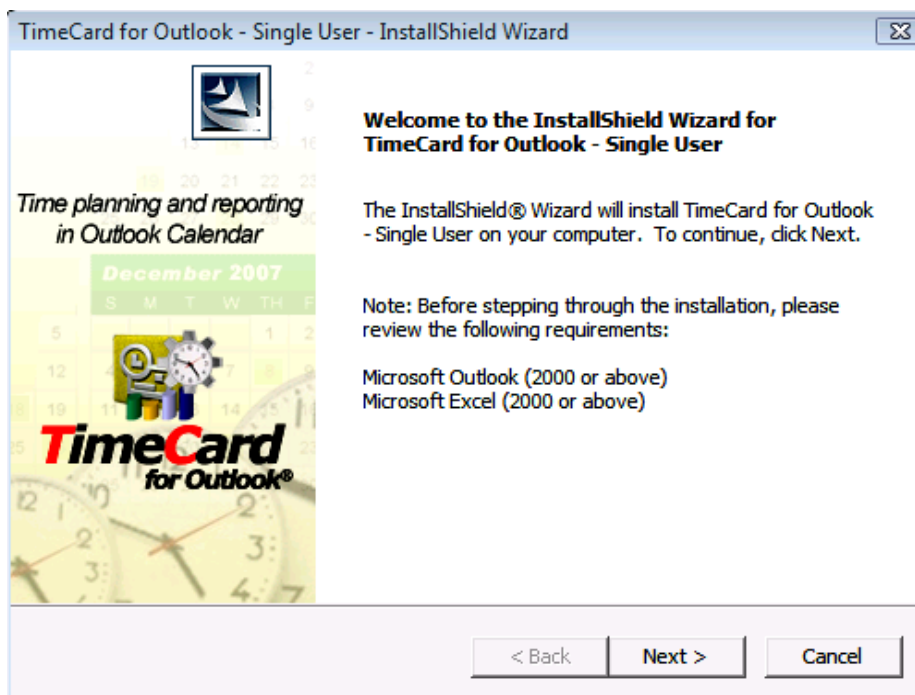 TimeCard for Outlook - Single User - InstallShield Wizard
Welcome to the InstallShield Wizard for
TimeCard for Outlook - Single User
Time planning and reporting
in Outlook Calendar
The InstallShield® Wizard will install TimeCard for Outlook
- Single User on your computer. To continue, click Next.
December 2007
S M T W TH F
Note: Before stepping through the installation, please
review the following requirements:
Microsoft Outlook (2000 or above)
Microsoft Excel (2000 or above)
TimeCard
for Outlook®
< Back
Next >
Cancel